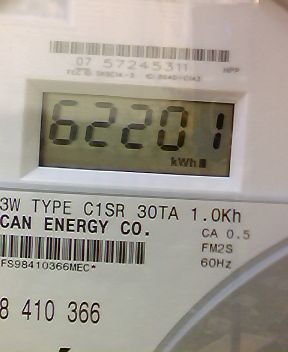 07 57245311
HPP
62201
kWh
3W TYPE C1SR 30TA 1.0Kh
CAN ENERGY CO.
CA 0.5
FM2S
60Hz
FS98410366MEC*
8 410 366